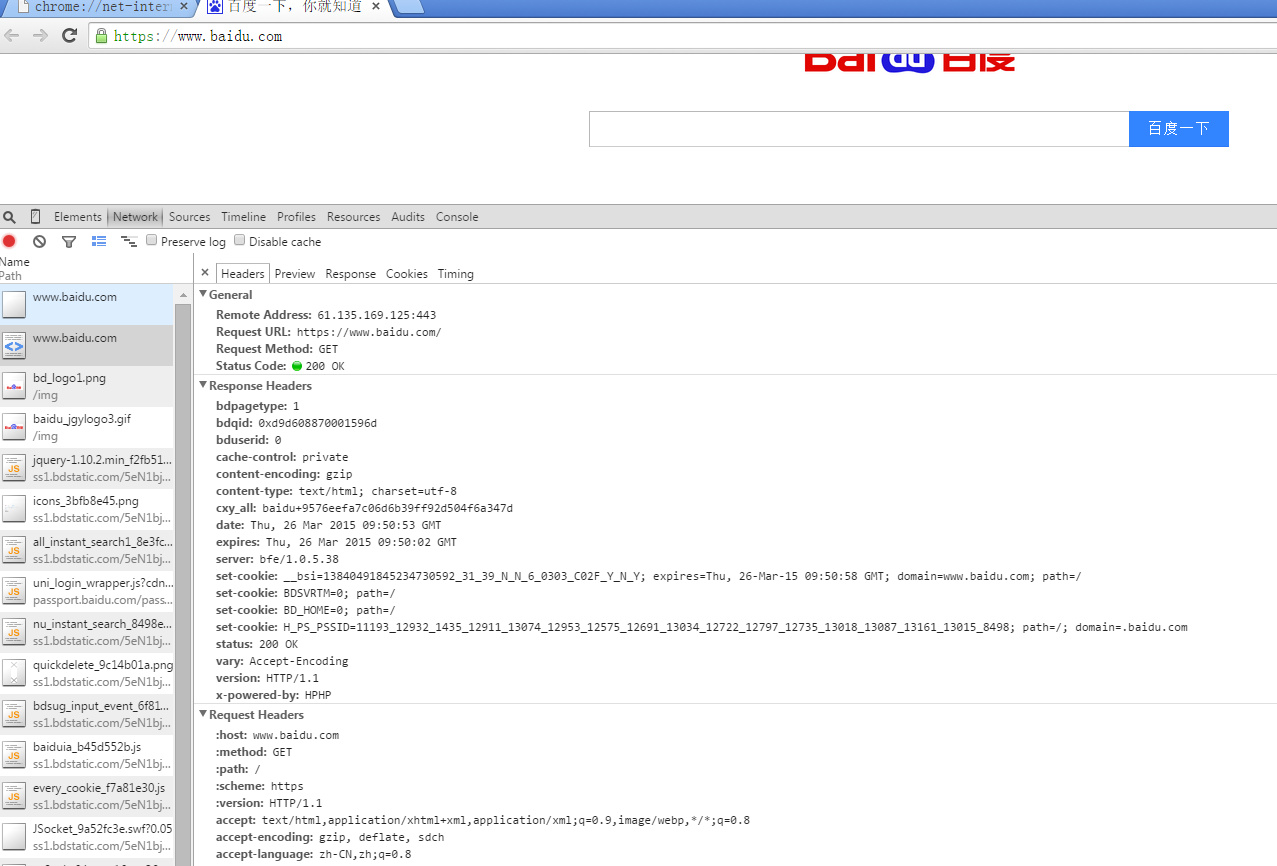 chrome://net-inter
百度一下，你就知道
https://www.baidu.com
Bai du 百度
百度一下
Elements Network Sources Timeline Profiles Resources Audits Console
Preserve log Disable cache
Name
Path
www.baidu.com
www.baidu.com
bd_logo1.png
/img
baidu_jgylogo3.gif
/img
jquery-1.10.2.min_f2fb51...
ss1.bdstatic.com/5eN1bj...
icons_3bfb8e45.png
ss1.bdstatic.com/5eN1bj...
all_instant_search1_8e3fc...
ss1.bdstatic.com/5eN1bj...
uni_login_wrapper.js?cdn...
passport.baidu.com/pass...
nu_instant_search_8498e...
ss1.bdstatic.com/5eN1bj...
quickdelete_9c14b01a.png
ss1.bdstatic.com/5eN1bj...
bdsug_input_event_6f81...
ss1.bdstatic.com/5eN1bj...
baiduia_b45d552b.js
ss1.bdstatic.com/5eN1bj...
every_cookie_f7a81e30.js
ss1.bdstatic.com/5eN1bj...
JSocket_9a52fc3e.swf?0.05
ss1.bdstatic.com/5eN1bj...
Headers Preview Response Cookies Timing
General
Remote Address: 61.135.169.125:443
Request URL: https://www.baidu.com/
Request Method: GET
Status Code: 200 OK
Response Headers
bdpagetype: 1
bdqid: 0xd9d608870001596d
bduserid: 0
cache-control: private
content-encoding: gzip
content-type: text/html; charset=utf-8
cxy_all: baidu+9576eefa7c06d6b39ff92d504f6a347d
date: Thu, 26 Mar 2015 09:50:53 GMT
expires: Thu, 26 Mar 2015 09:50:02 GMT
server: bfe/1.0.5.38
set-cookie: __bsi=13840491845234730592_31_39_N_N_6_0303_C02F_Y_N_Y; expires=Thu, 26-Mar-15 09:50:58 GMT; domain=www.baidu.com; path=/
set-cookie: BDSVRTM=0; path=/
set-cookie: BD_HOME=0; path=/
set-cookie: H_PS_PSSID=11193_12932_1435_12911_13074_12953_12575_12691_13034_12722_12797_12735_13018_13087_13161_13015_8498; path=/; domain=.baidu.com
status: 200 OK
vary: Accept-Encoding
version: HTTP/1.1
x-powered-by: HPHP
Request Headers
:host: www.baidu.com
:method: GET
:path: /
:scheme: https
:version: HTTP/1.1
accept: text/html,application/xhtml+xml,application/xml;q=0.9,image/webp,*/*;q=0.8
accept-encoding: gzip, deflate, sdch
accept-language: zh-CN,zh;q=0.8